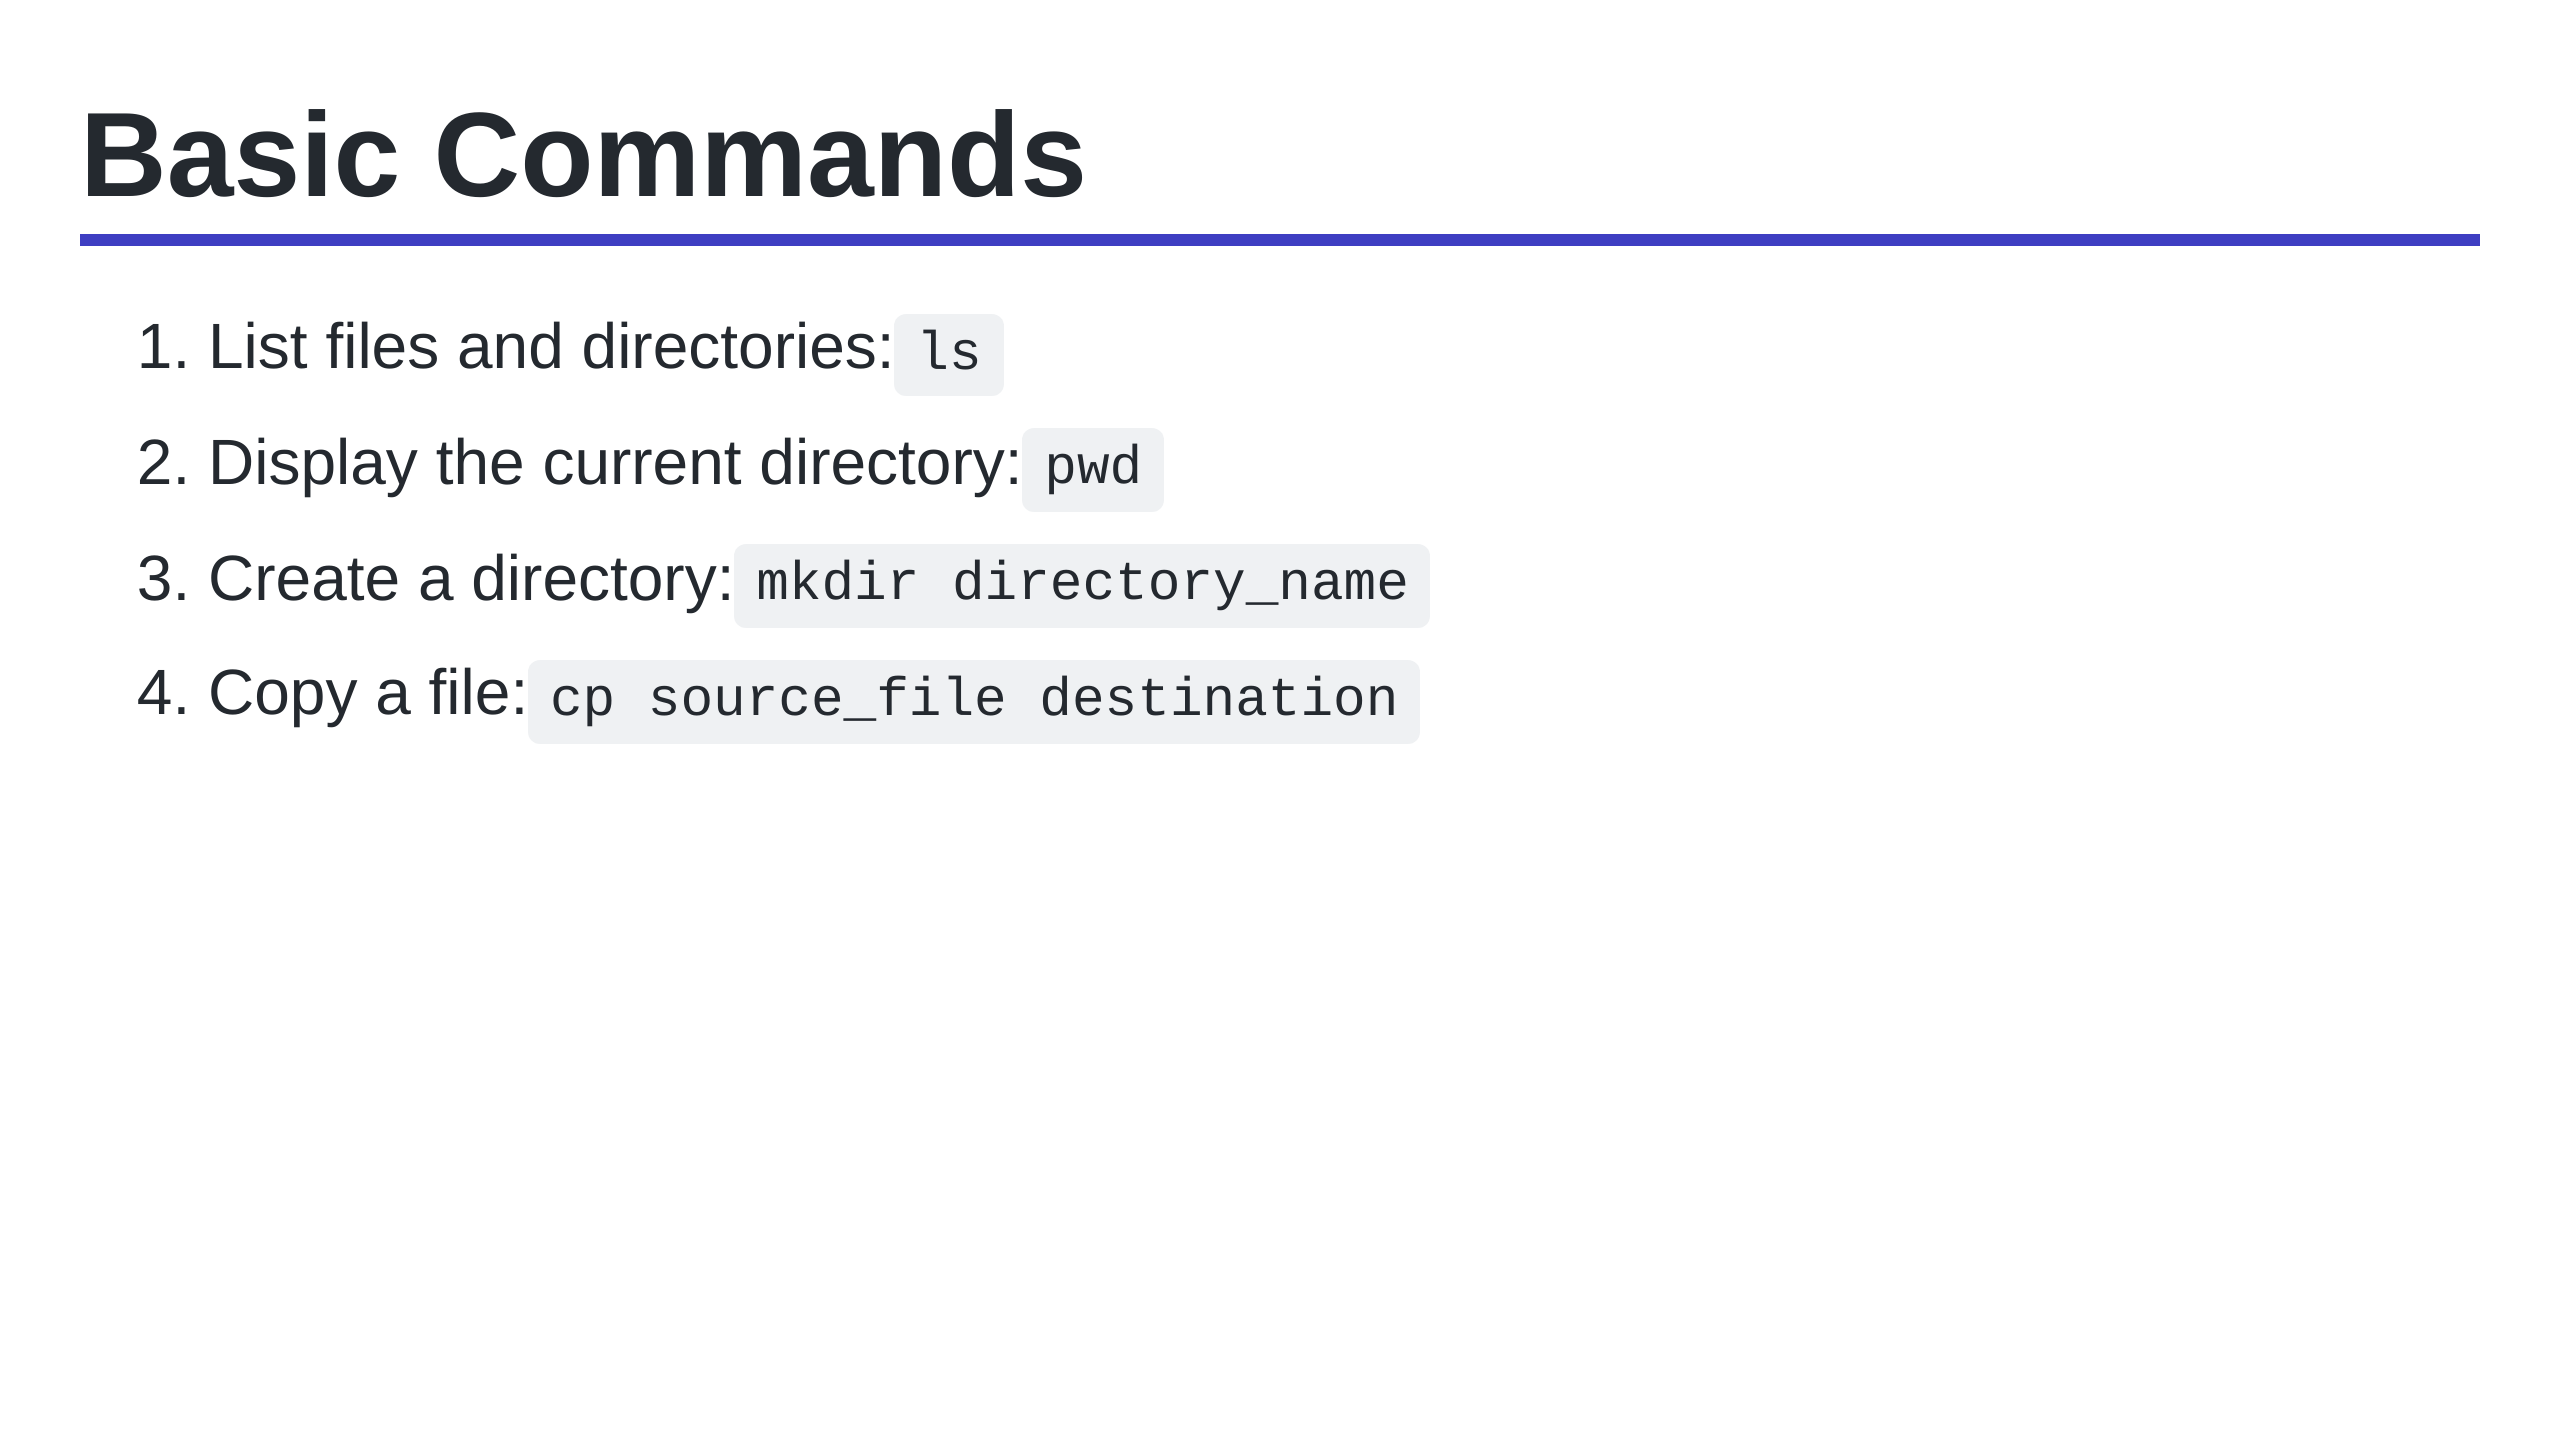 Basic Commands
1. List files and directories: ls
2. Display the current directory: pwd
3. Create a directory: mkdir directory_name
4. Copy a file: cp source_file destination